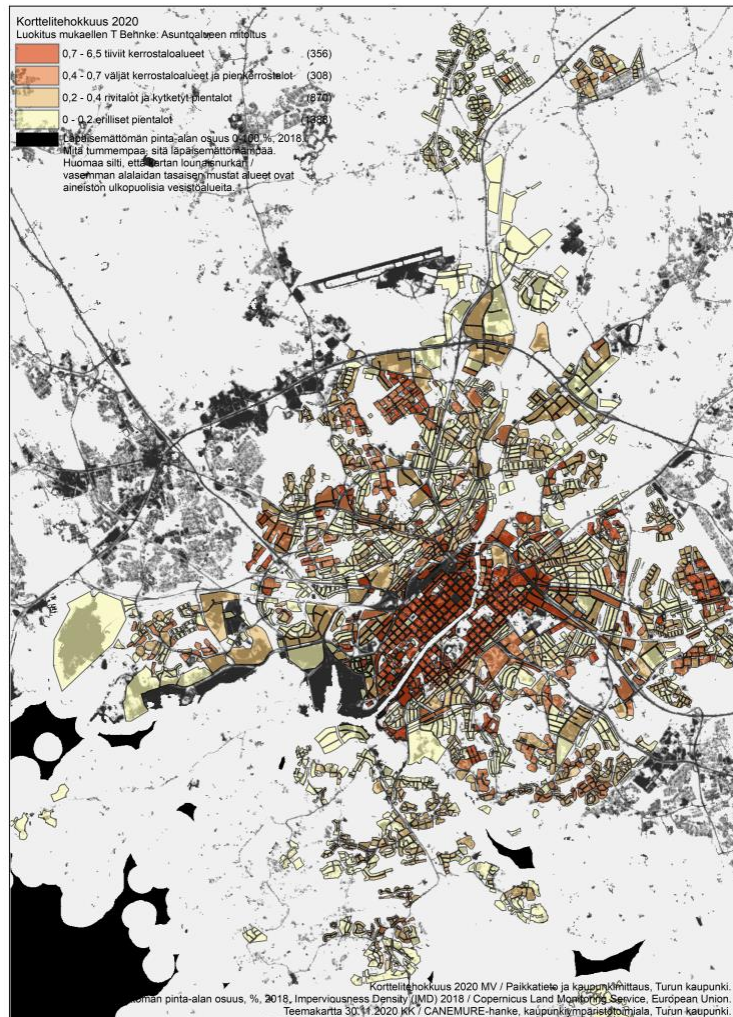 Korttelitehokkuus 2020
Luokitus mukaellen T Behnke: Asuntoalueen mitoitus
0,7 - 6,5 tiiviit kerrostaloalueet (356)
0,4 - 0,7 väljät kerrostaloalueet ja pienkerrostalot (308)
0,2 - 0,4 rivitalot ja kytketyt pientalot (870)
0 - 0,2 erilliset pientalot
Läpäisemättömän pinta-alan osuus 0-100 %, 2018.
Mitä tummempaa, sitä läpäisemättömämpää.
Huomaa silti, että kartan lounaisnurkan /
vasemman alalaidan tasaisen mustat alueet ovat
aineiston ulkopuolisia vesistöalueita.
Korttelitehokkuus 2020 MV / Paikkatieto ja kaupunkimittaus, Turun kaupunki.
pinta-alan osuus, %, 2018, Imperviousness Density (IMD) 2018 / Copernicus Land Monitoring Service, European Union.
Teemakartta 30.11.2020 KK / CANEMURE-hanke, kaupunkiympäristötoimiala, Turun kaupunki.